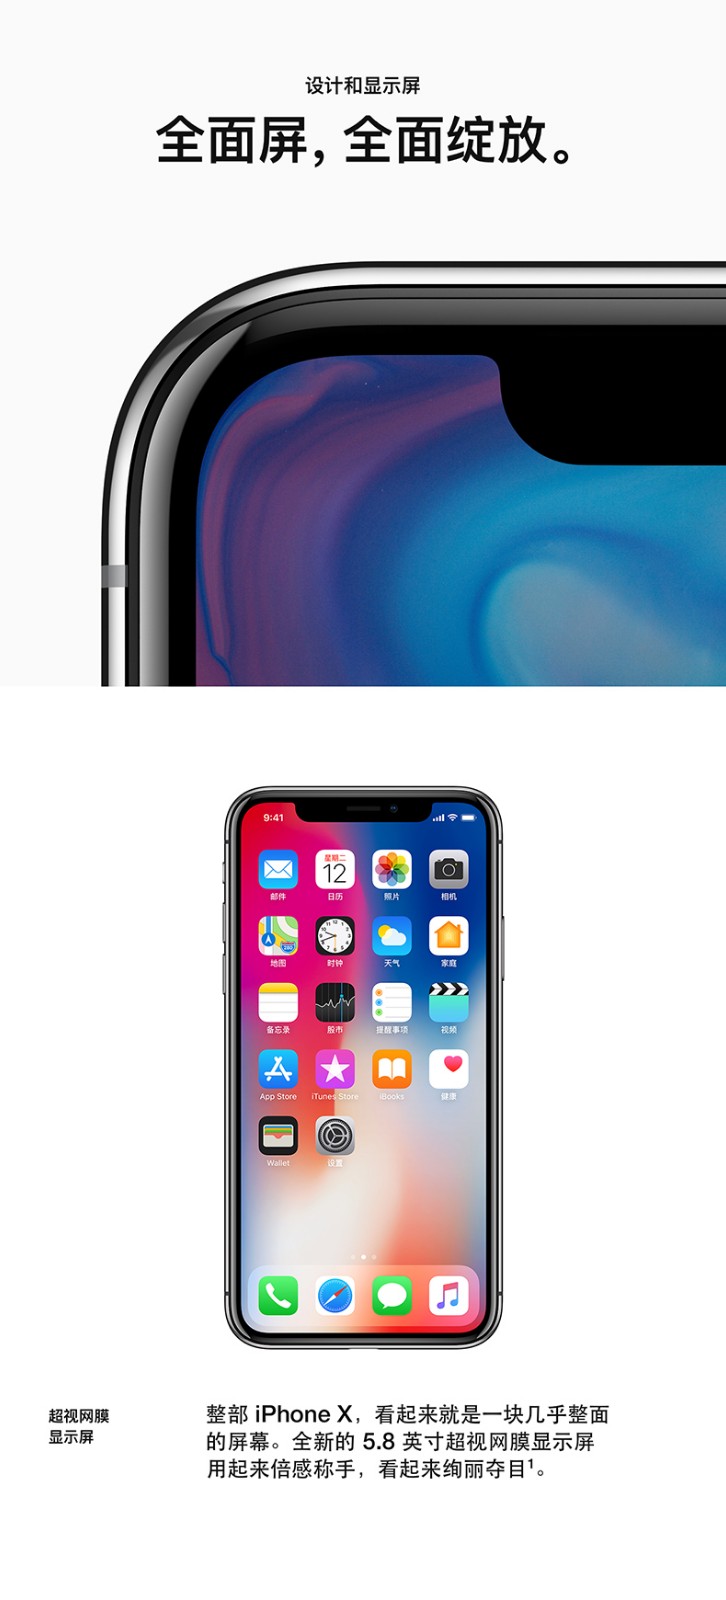 设计和显示屏
全面屏，全面绽放。
9:41
星期二
12
邮件 日历 照片 相机
280
地图 时钟 天气 家庭
备忘录 股市 提醒事项 视频
App Store iTunes Store iBooks 健康
Wallet 设置
超视网膜
显示屏
整部 iPhone X，看起来就是一块几乎整面
的屏幕。全新的 5.8 英寸超视网膜显示屏
用起来倍感称手，看起来绚丽夺目¹。